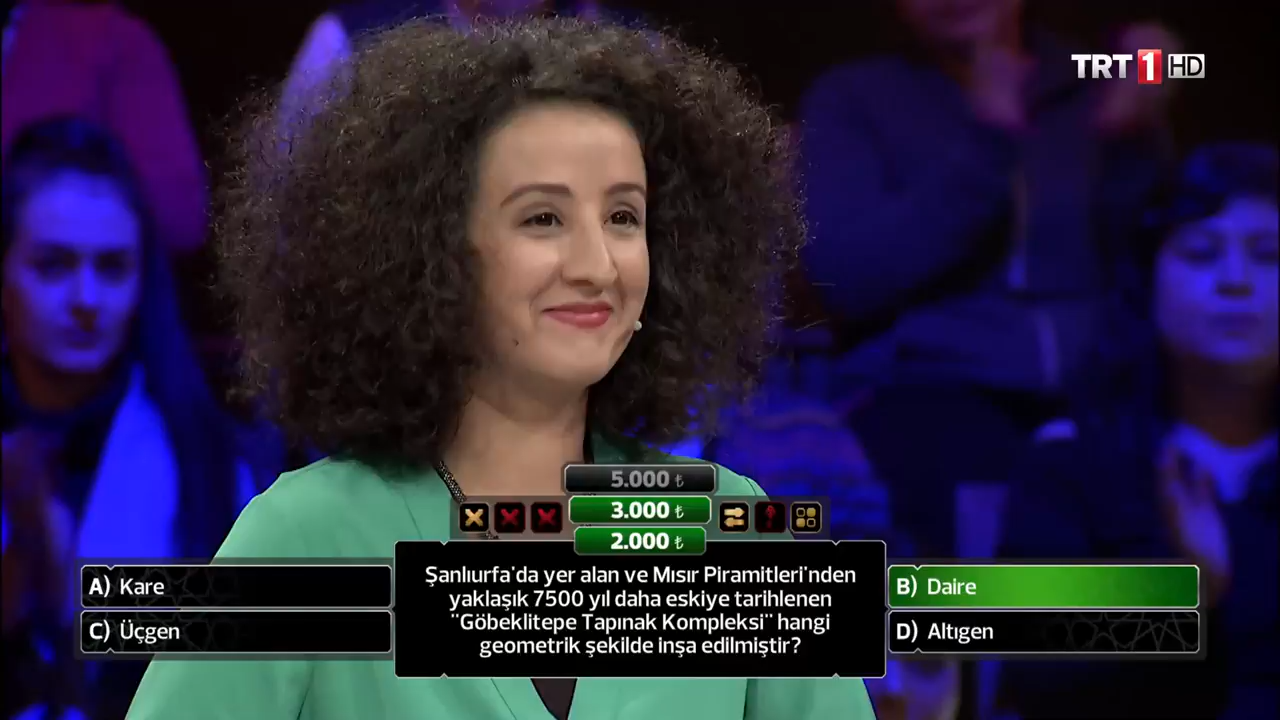 TRT 1 HD
5.000 ₺
3.000 ₺
2.000 ₺
Şanlıurfa'da yer alan ve Mısır Piramitleri'nden
yaklaşık 7500 yıl daha eskiye tarihlenen
"Göbeklitepe Tapınak Kompleksi" hangi
geometrik şekilde inşa edilmiştir?
A) Kare
B) Daire
C) Üçgen
D) Altıgen